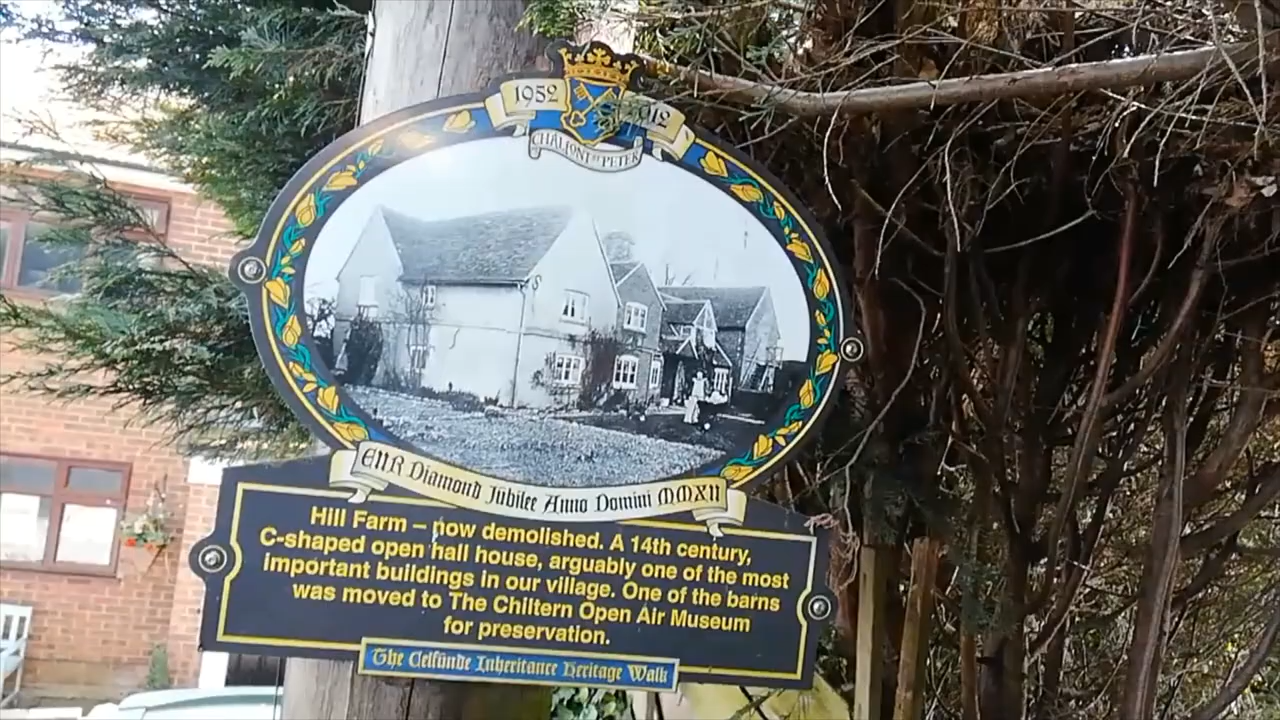 1952 2012
CHALFONT ST PETER
EIIR Diamond Jubilee Anno Domini MMXII
Hill Farm – now demolished. A 14th century,
C-shaped open hall house, arguably one of the most
important buildings in our village. One of the barns
was moved to The Chiltern Open Air Museum
for preservation.
The Celfunde Inheritance Heritage Walk